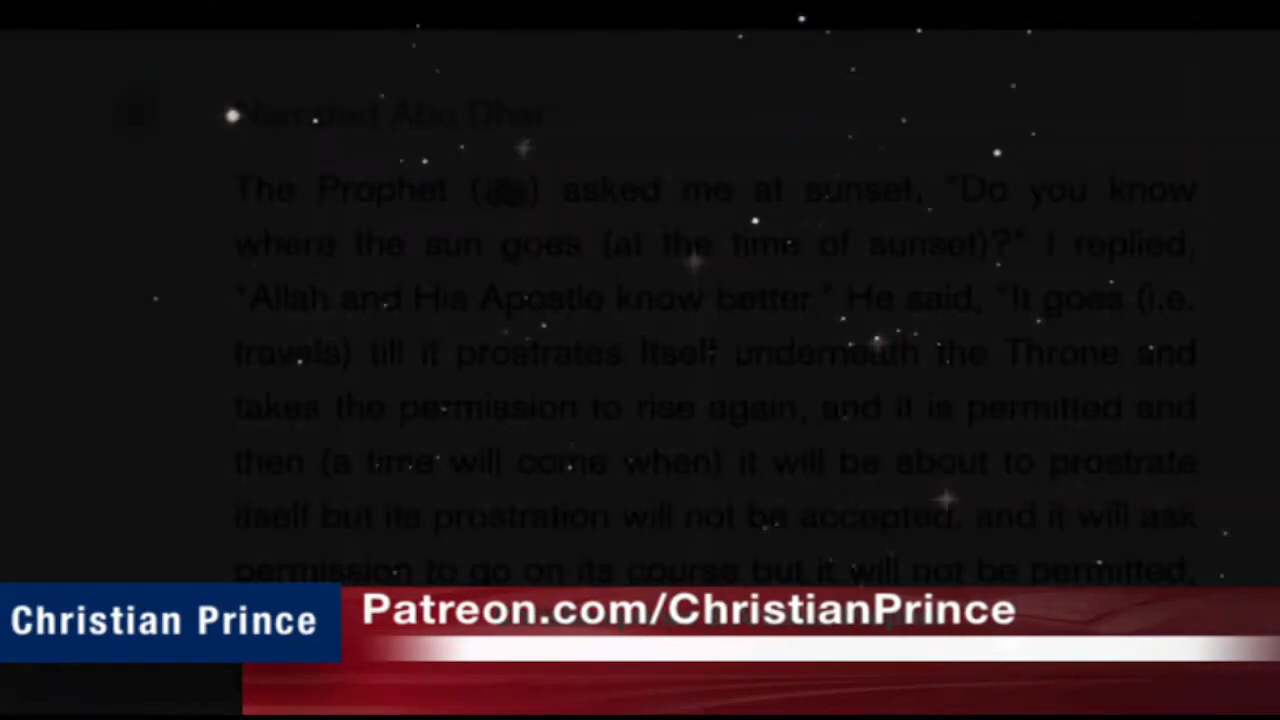 Narrated Abu Dhar:
The Prophet (ﷺ) asked me at sunset, "Do you know
where the sun goes (at the time of sunset)?" I replied,
"Allah and His Apostle know better." He said, "It goes (i.e.
travels) till it prostrates Itself underneath the Throne and
takes the permission to rise again, and it is permitted and
then (a time will come when) it will be about to prostrate
itself but its prostration will not be accepted, and it will ask
permission to go on its course but it will not be permitted,
Christian Prince
Patreon.com/ChristianPrince